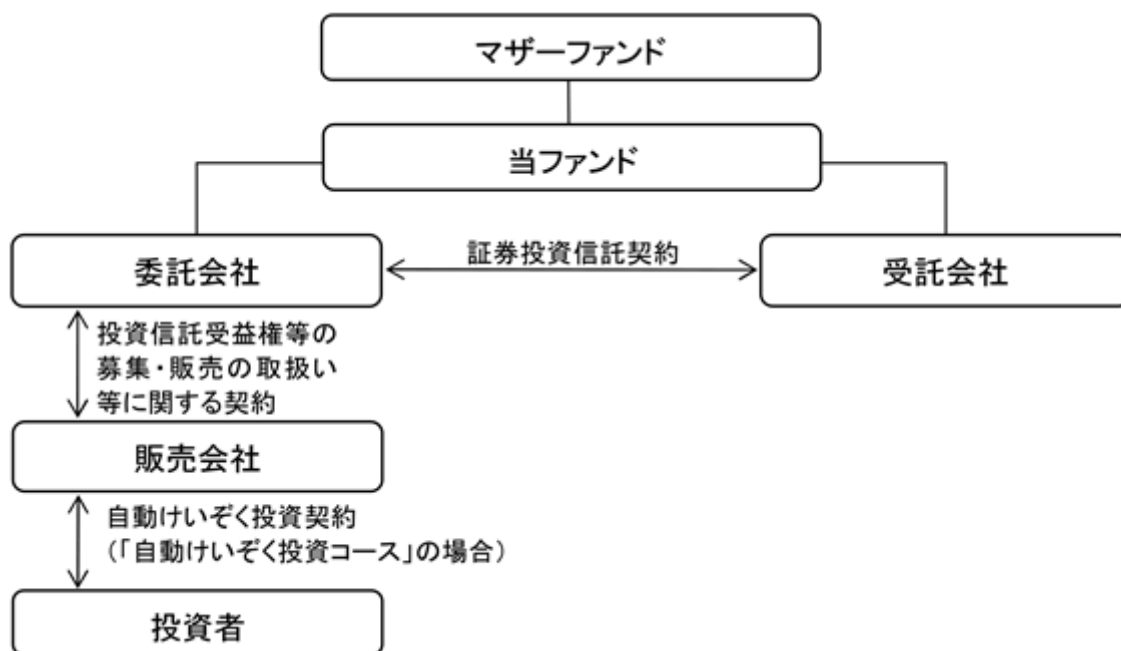 マザーファンド
当ファンド
委託会社
証券投資信託契約
受託会社
投資信託受益権等の
募集・販売の取扱い
等に関する契約
販売会社
自動けいぞく投資契約
(「自動けいぞく投資コース」の場合)
投資者